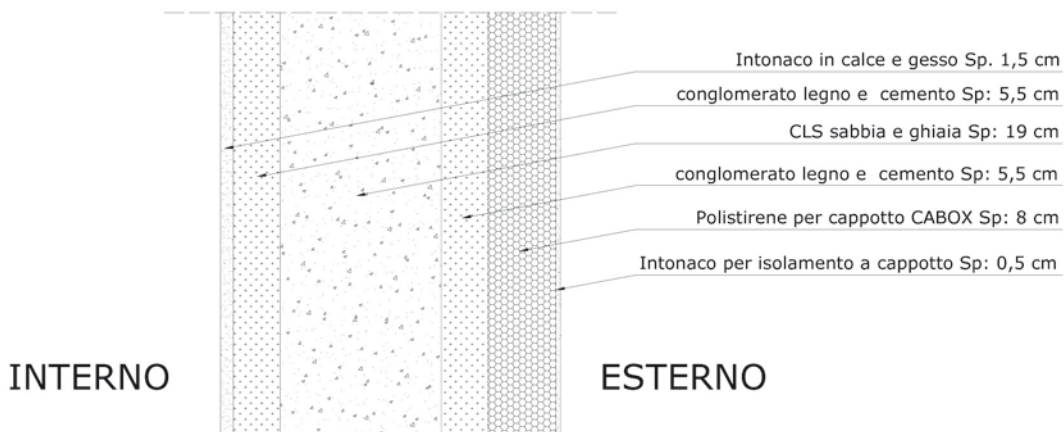 Intonaco in calce e gesso Sp. 1,5 cm
conglomerato legno e cemento Sp: 5,5 cm
CLS sabbia e ghiaia Sp: 19 cm
conglomerato legno e cemento Sp: 5,5 cm
Polistirene per cappotto CABOX Sp: 8 cm
Intonaco per isolamento a cappotto Sp: 0,5 cm
INTERNO
ESTERNO